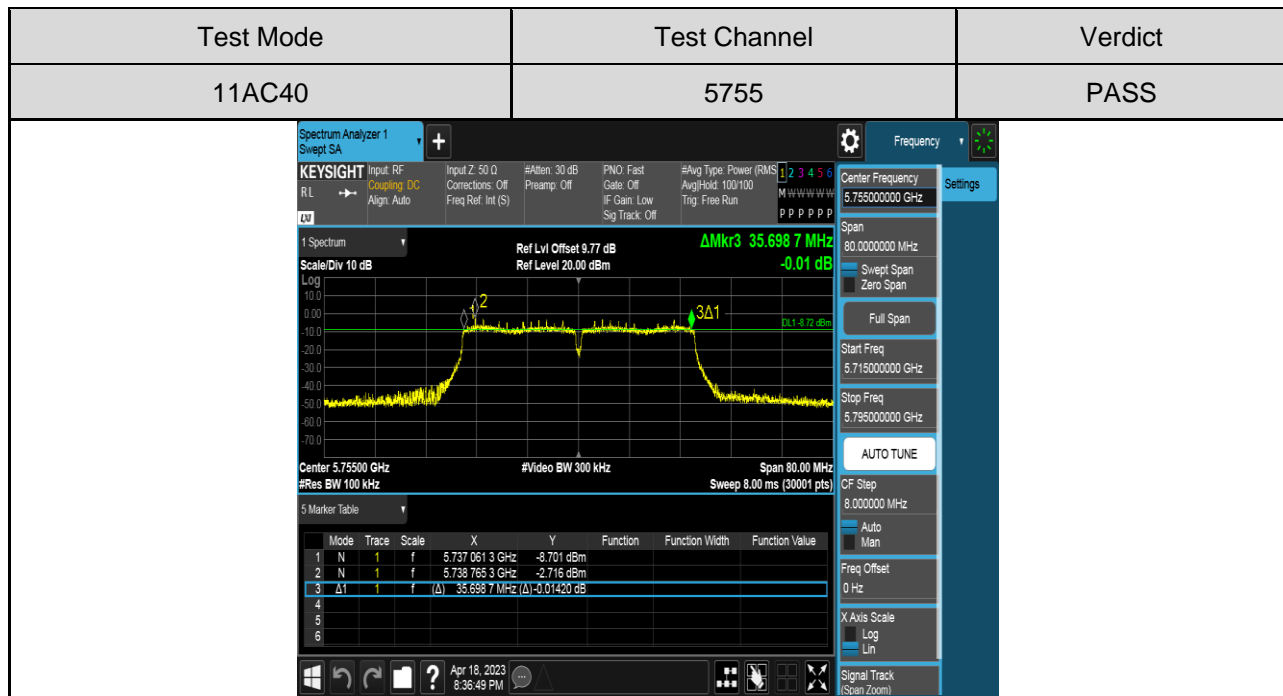 Test Mode Test Channel Verdict
11AC40 5755 PASS
Spectrum Analyzer 1
Swept SA
Frequency
KEYSIGHT Input: RF Input Z: 50 Ω #Atten: 30 dB PNO: Fast #Avg Type: Power (RMS 1 2 3 4 5 6
RL Coupling: DC Corrections: Off Preamp: Off Gate: Off Avg|Hold: 100/100 M W W W W W
Align: Auto Freq Ref: Int (S) IF Gain: Low Trig: Free Run
LXI Sig Track: Off P P P P P P
1 Spectrum
Ref Lvl Offset 9.77 dB ΔMkr3 35.698 7 MHz
Scale/Div 10 dB Ref Level 20.00 dBm -0.01 dB
Log
10.0
0.00
-10.0
-20.0
-30.0
-40.0
-50.0
-60.0
-70.0
1 2 3Δ1
DL1 -8.72 dBm
Center 5.75500 GHz #Video BW 300 kHz Span 80.00 MHz
#Res BW 100 kHz Sweep 8.00 ms (30001 pts)
5 Marker Table
Mode Trace Scale X Y Function Function Width Function Value
1 N 1 f 5.737 061 3 GHz -8.701 dBm
2 N 1 f 5.738 765 3 GHz -2.716 dBm
3 Δ1 1 f (Δ) 35.698 7 MHz (Δ) -0.01420 dB
4
5
6
Apr 18, 2023
8:36:49 PM
Center Frequency
5.755000000 GHz
Settings
Span
80.0000000 MHz
Swept Span
Zero Span
Full Span
Start Freq
5.715000000 GHz
Stop Freq
5.795000000 GHz
AUTO TUNE
CF Step
8.000000 MHz
Auto
Man
Freq Offset
0 Hz
X Axis Scale
Log
Lin
Signal Track
(Span Zoom)